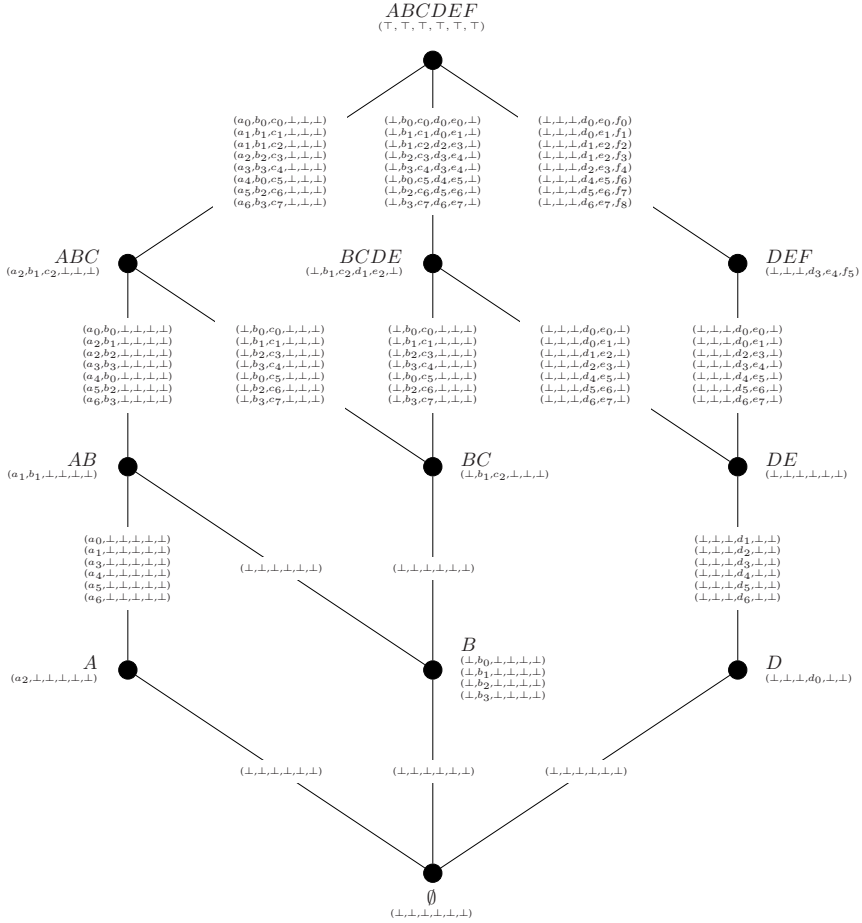 ABCDEF
(⊤, ⊤, ⊤, ⊤, ⊤, ⊤)
(a₀,b₀,c₀,⊥,⊥,⊥)
(a₁,b₁,c₁,⊥,⊥,⊥)
(a₁,b₁,c₂,⊥,⊥,⊥)
(a₂,b₂,c₃,⊥,⊥,⊥)
(a₃,b₃,c₄,⊥,⊥,⊥)
(a₄,b₀,c₅,⊥,⊥,⊥)
(a₅,b₂,c₆,⊥,⊥,⊥)
(a₆,b₃,c₇,⊥,⊥,⊥)
(⊥,b₀,c₀,d₀,e₀,⊥)
(⊥,b₁,c₁,d₀,e₁,⊥)
(⊥,b₁,c₂,d₂,e₃,⊥)
(⊥,b₂,c₃,d₃,e₄,⊥)
(⊥,b₃,c₄,d₃,e₄,⊥)
(⊥,b₀,c₅,d₄,e₅,⊥)
(⊥,b₂,c₆,d₅,e₆,⊥)
(⊥,b₃,c₇,d₆,e₇,⊥)
(⊥,⊥,⊥,d₀,e₀,f₀)
(⊥,⊥,⊥,d₀,e₁,f₁)
(⊥,⊥,⊥,d₁,e₂,f₂)
(⊥,⊥,⊥,d₁,e₂,f₃)
(⊥,⊥,⊥,d₂,e₃,f₄)
(⊥,⊥,⊥,d₄,e₅,f₆)
(⊥,⊥,⊥,d₅,e₆,f₇)
(⊥,⊥,⊥,d₆,e₇,f₈)
ABC
(a₂,b₁,c₂,⊥,⊥,⊥)
BCDE
(⊥,b₁,c₂,d₁,e₂,⊥)
DEF
(⊥,⊥,⊥,d₃,e₄,f₅)
(a₀,b₀,⊥,⊥,⊥,⊥)
(a₂,b₁,⊥,⊥,⊥,⊥)
(a₂,b₂,⊥,⊥,⊥,⊥)
(a₃,b₃,⊥,⊥,⊥,⊥)
(a₄,b₀,⊥,⊥,⊥,⊥)
(a₅,b₂,⊥,⊥,⊥,⊥)
(a₆,b₃,⊥,⊥,⊥,⊥)
(⊥,b₀,c₀,⊥,⊥,⊥)
(⊥,b₁,c₁,⊥,⊥,⊥)
(⊥,b₂,c₃,⊥,⊥,⊥)
(⊥,b₃,c₄,⊥,⊥,⊥)
(⊥,b₀,c₅,⊥,⊥,⊥)
(⊥,b₂,c₆,⊥,⊥,⊥)
(⊥,b₃,c₇,⊥,⊥,⊥)
(⊥,b₀,c₀,⊥,⊥,⊥)
(⊥,b₁,c₁,⊥,⊥,⊥)
(⊥,b₂,c₃,⊥,⊥,⊥)
(⊥,b₃,c₄,⊥,⊥,⊥)
(⊥,b₀,c₅,⊥,⊥,⊥)
(⊥,b₂,c₆,⊥,⊥,⊥)
(⊥,b₃,c₇,⊥,⊥,⊥)
(⊥,⊥,⊥,d₀,e₀,⊥)
(⊥,⊥,⊥,d₀,e₁,⊥)
(⊥,⊥,⊥,d₁,e₂,⊥)
(⊥,⊥,⊥,d₂,e₃,⊥)
(⊥,⊥,⊥,d₄,e₅,⊥)
(⊥,⊥,⊥,d₅,e₆,⊥)
(⊥,⊥,⊥,d₆,e₇,⊥)
(⊥,⊥,⊥,d₀,e₀,⊥)
(⊥,⊥,⊥,d₀,e₁,⊥)
(⊥,⊥,⊥,d₂,e₃,⊥)
(⊥,⊥,⊥,d₃,e₄,⊥)
(⊥,⊥,⊥,d₄,e₅,⊥)
(⊥,⊥,⊥,d₅,e₆,⊥)
(⊥,⊥,⊥,d₆,e₇,⊥)
AB
(a₁,b₁,⊥,⊥,⊥,⊥)
BC
(⊥,b₁,c₂,⊥,⊥,⊥)
DE
(⊥,⊥,⊥,⊥,⊥,⊥)
(a₀,⊥,⊥,⊥,⊥,⊥)
(a₁,⊥,⊥,⊥,⊥,⊥)
(a₃,⊥,⊥,⊥,⊥,⊥)
(a₄,⊥,⊥,⊥,⊥,⊥)
(a₅,⊥,⊥,⊥,⊥,⊥)
(a₆,⊥,⊥,⊥,⊥,⊥)
(⊥,⊥,⊥,⊥,⊥,⊥)
(⊥,⊥,⊥,⊥,⊥,⊥)
(⊥,⊥,⊥,d₁,⊥,⊥)
(⊥,⊥,⊥,d₂,⊥,⊥)
(⊥,⊥,⊥,d₃,⊥,⊥)
(⊥,⊥,⊥,d₄,⊥,⊥)
(⊥,⊥,⊥,d₅,⊥,⊥)
(⊥,⊥,⊥,d₆,⊥,⊥)
A
(a₂,⊥,⊥,⊥,⊥,⊥)
B
(⊥,b₀,⊥,⊥,⊥,⊥)
(⊥,b₁,⊥,⊥,⊥,⊥)
(⊥,b₂,⊥,⊥,⊥,⊥)
(⊥,b₃,⊥,⊥,⊥,⊥)
D
(⊥,⊥,⊥,d₀,⊥,⊥)
(⊥,⊥,⊥,⊥,⊥,⊥)
(⊥,⊥,⊥,⊥,⊥,⊥)
(⊥,⊥,⊥,⊥,⊥,⊥)
∅
(⊥,⊥,⊥,⊥,⊥,⊥)